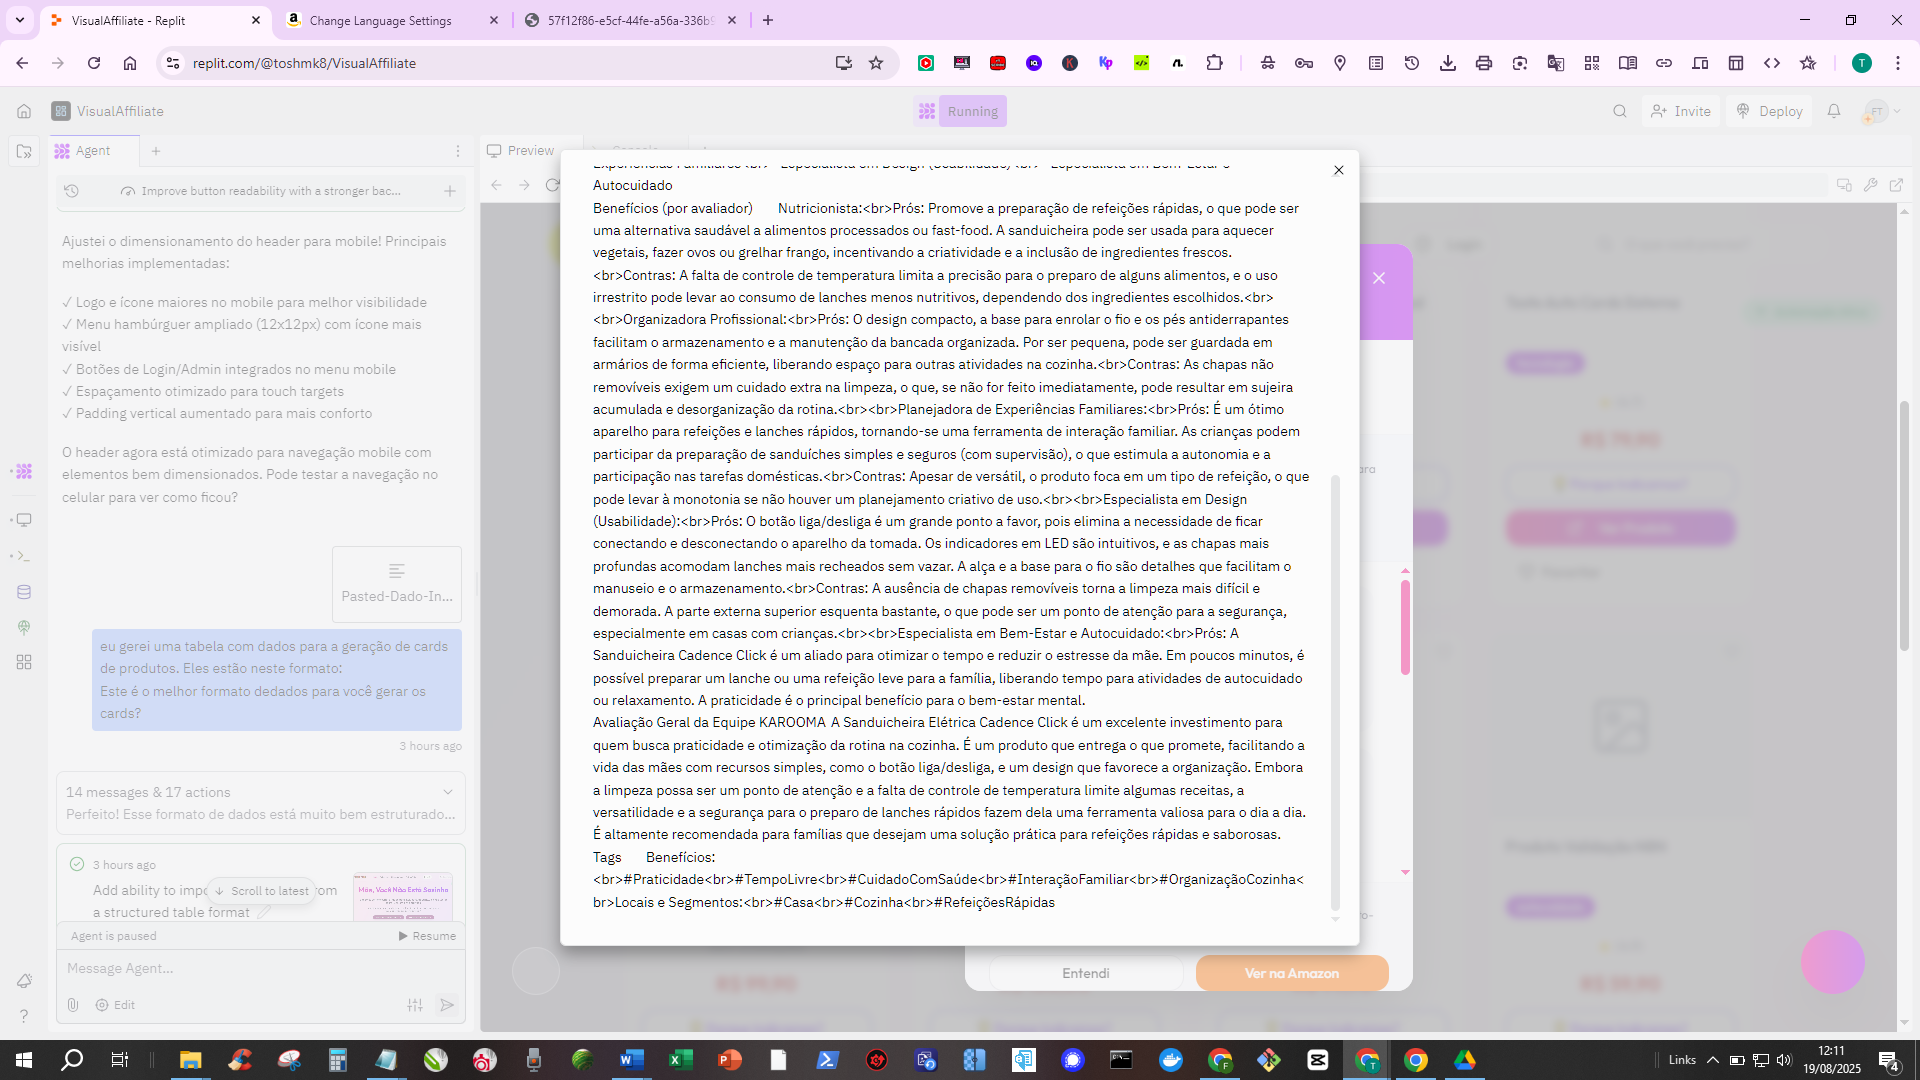 VisualAffiliate - Replit
Change Language Settings
57f12f86-e5cf-44fe-a56a-336b9
replit.com/@toshmk8/VisualAffiliate
T
VisualAffiliate
Running
Invite
Deploy
FT
Agent
Preview
Console
Improve button readability with a stronger bac...
Ajustei o dimensionamento do header para mobile! Principais
melhorias implementadas:
✓ Logo e ícone maiores no mobile para melhor visibilidade
✓ Menu hambúrguer ampliado (12x12px) com ícone mais
visível
✓ Botões de Login/Admin integrados no menu mobile
✓ Espaçamento otimizado para touch targets
✓ Padding vertical aumentado para mais conforto
O header agora está otimizado para navegação mobile com
elementos bem dimensionados. Pode testar a navegação no
celular para ver como ficou?
Pasted-Dado-In...
eu gerei uma tabela com dados para a geração de cards
de produtos. Eles estão neste formato:
Este é o melhor formato dedados para você gerar os
cards?
3 hours ago
14 messages & 17 actions
Perfeito! Esse formato de dados está muito bem estruturado...
3 hours ago
Add ability to impo
rom
a structured table format
Scroll to latest
Agent is paused
Resume
Message Agent...
Edit
Experiências Familiares<br> Especialista em Design (Usabilidade)<br> Especialista em Bem-Estar e
Autocuidado
Benefícios (por avaliador) Nutricionista:<br>Prós: Promove a preparação de refeições rápidas, o que pode ser
uma alternativa saudável a alimentos processados ou fast-food. A sanduicheira pode ser usada para aquecer
vegetais, fazer ovos ou grelhar frango, incentivando a criatividade e a inclusão de ingredientes frescos.
<br>Contras: A falta de controle de temperatura limita a precisão para o preparo de alguns alimentos, e o uso
irrestrito pode levar ao consumo de lanches menos nutritivos, dependendo dos ingredientes escolhidos.<br>
<br>Organizadora Profissional:<br>Prós: O design compacto, a base para enrolar o fio e os pés antiderrapantes
facilitam o armazenamento e a manutenção da bancada organizada. Por ser pequena, pode ser guardada em
armários de forma eficiente, liberando espaço para outras atividades na cozinha.<br>Contras: As chapas não
removíveis exigem um cuidado extra na limpeza, o que, se não for feito imediatamente, pode resultar em sujeira
acumulada e desorganização da rotina.<br><br>Planejadora de Experiências Familiares:<br>Prós: É um ótimo
aparelho para refeições e lanches rápidos, tornando-se uma ferramenta de interação familiar. As crianças podem
participar da preparação de sanduíches simples e seguros (com supervisão), o que estimula a autonomia e a
participação nas tarefas domésticas.<br>Contras: Apesar de versátil, o produto foca em um tipo de refeição, o que
pode levar à monotonia se não houver um planejamento criativo de uso.<br><br>Especialista em Design
(Usabilidade):<br>Prós: O botão liga/desliga é um grande ponto a favor, pois elimina a necessidade de ficar
conectando e desconectando o aparelho da tomada. Os indicadores em LED são intuitivos, e as chapas mais
profundas acomodam lanches mais recheados sem vazar. A alça e a base para o fio são detalhes que facilitam o
manuseio e o armazenamento.<br>Contras: A ausência de chapas removíveis torna a limpeza mais difícil e
demorada. A parte externa superior esquenta bastante, o que pode ser um ponto de atenção para a segurança,
especialmente em casas com crianças.<br><br>Especialista em Bem-Estar e Autocuidado:<br>Prós: A
Sanduicheira Cadence Click é um aliado para otimizar o tempo e reduzir o estresse da mãe. Em poucos minutos, é
possível preparar um lanche ou uma refeição leve para a família, liberando tempo para atividades de autocuidado
ou relaxamento. A praticidade é o principal benefício para o bem-estar mental.
Avaliação Geral da Equipe KAROOMA A Sanduicheira Elétrica Cadence Click é um excelente investimento para
quem busca praticidade e otimização da rotina na cozinha. É um produto que entrega o que promete, facilitando a
vida das mães com recursos simples, como o botão liga/desliga, e um design que favorece a organização. Embora
a limpeza possa ser um ponto de atenção e a falta de controle de temperatura limite algumas receitas, a
versatilidade e a segurança para o preparo de lanches rápidos fazem dela uma ferramenta valiosa para o dia a dia.
É altamente recomendada para famílias que desejam uma solução prática para refeições rápidas e saborosas.
Tags Benefícios:
<br>#Praticidade<br>#TempoLivre<br>#CuidadoComSaúde<br>#InteraçãoFamiliar<br>#OrganizaçãoCozinha<
br>Locais e Segmentos:<br>#Casa<br>#Cozinha<br>#RefeiçõesRápidas
Entendi
Ver na Amazon
Links
12:11
19/08/2025
4